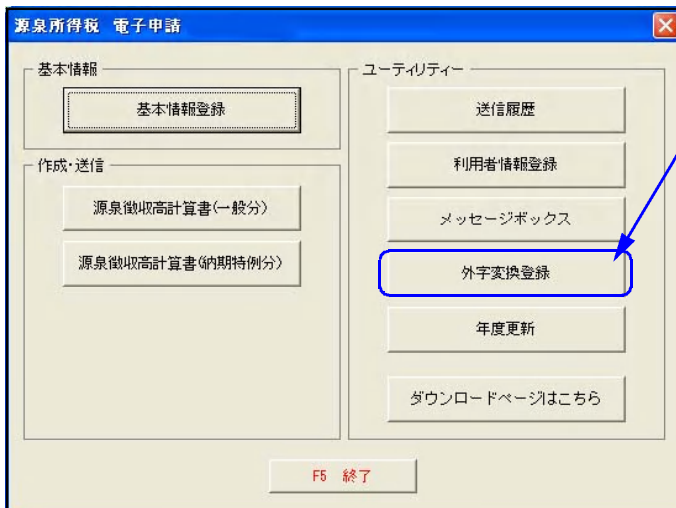 源泉所得税 電子申請
基本情報
基本情報登録
作成・送信
源泉徴収高計算書(一般分)
源泉徴収高計算書(納期特例分)
ユーティリティー
送信履歴
利用者情報登録
メッセージボックス
外字変換登録
年度更新
ダウンロードページはこちら
F5 終了